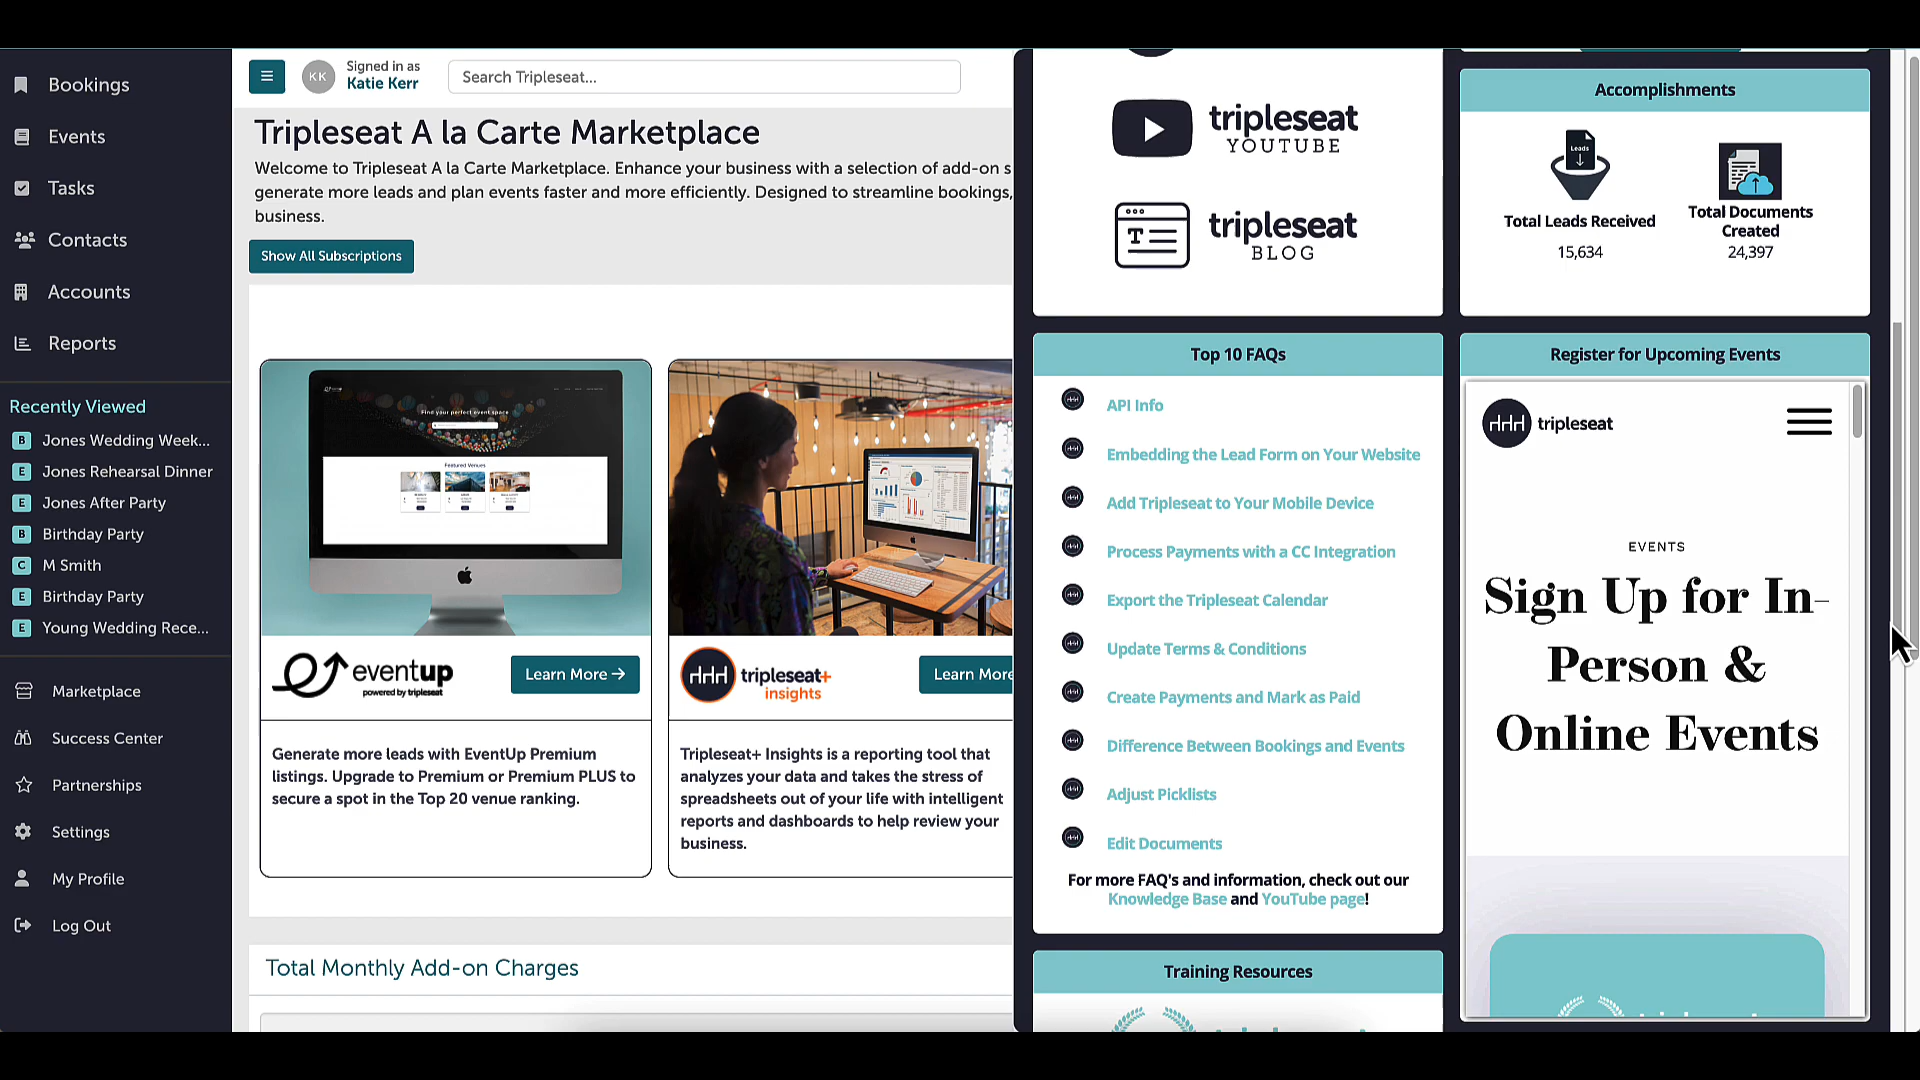 Bookings
Events
Tasks
Contacts
Accounts
Reports
Recently Viewed
B Jones Wedding Week...
E Jones Rehearsal Dinner
E Jones After Party
B Birthday Party
C M Smith
E Birthday Party
E Young Wedding Rece...
Marketplace
Success Center
Partnerships
Settings
My Profile
Log Out
KK
Signed in as
Katie Kerr
Search Tripleseat...
Tripleseat A la Carte Marketplace
Welcome to Tripleseat A la Carte Marketplace. Enhance your business with a selection of add-on s
generate more leads and plan events faster and more efficiently. Designed to streamline bookings,
business.
Show All Subscriptions
Find your perfect event space
Featured Venues
eventup
powered by tripleseat
Learn More →
Generate more leads with EventUp Premium
listings. Upgrade to Premium or Premium PLUS to
secure a spot in the Top 20 venue ranking.
tripleseat+
insights
Learn More
Tripleseat+ Insights is a reporting tool that
analyzes your data and takes the stress of
spreadsheets out of your life with intelligent
reports and dashboards to help review your
business.
Total Monthly Add-on Charges
tripleseat
YOUTUBE
T
tripleseat
BLOG
Top 10 FAQs
API Info
Embedding the Lead Form on Your Website
Add Tripleseat to Your Mobile Device
Process Payments with a CC Integration
Export the Tripleseat Calendar
Update Terms & Conditions
Create Payments and Mark as Paid
Difference Between Bookings and Events
Adjust Picklists
Edit Documents
For more FAQ's and information, check out our
Knowledge Base and YouTube page!
Training Resources
Accomplishments
Leads
Total Leads Received
15,634
Total Documents
Created
24,397
Register for Upcoming Events
tripleseat
EVENTS
Sign Up for In-
Person &
Online Events